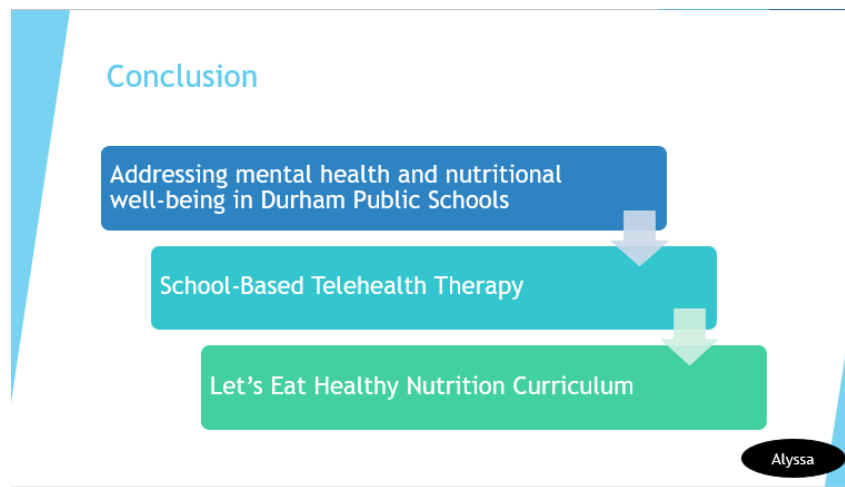 Conclusion
Addressing mental health and nutritional
well-being in Durham Public Schools
School-Based Telehealth Therapy
Let’s Eat Healthy Nutrition Curriculum
Alyssa